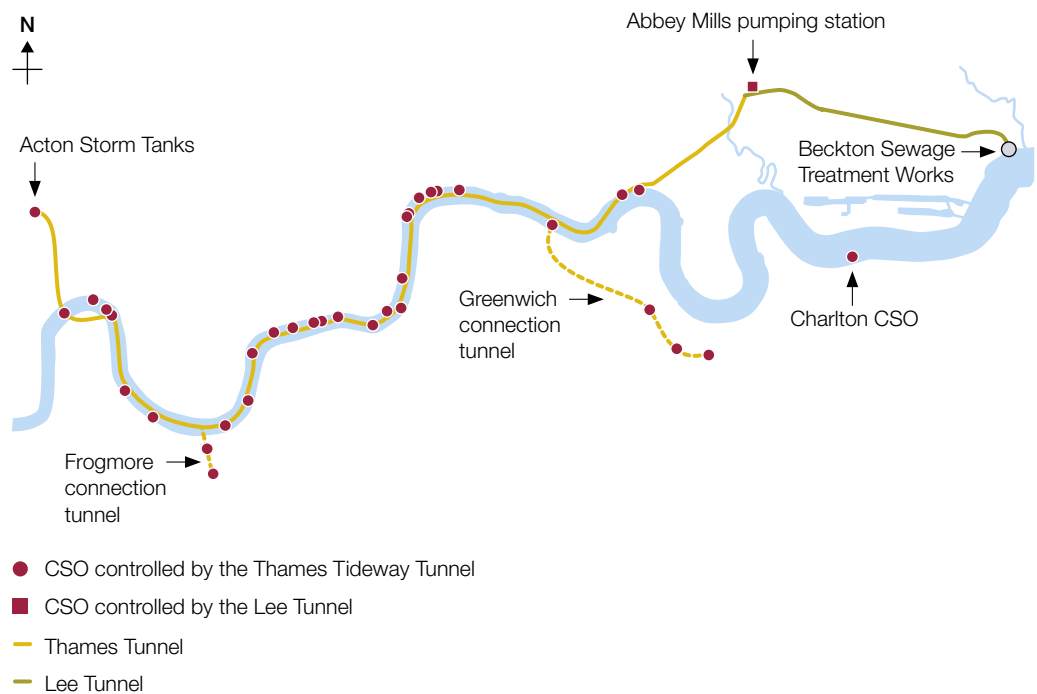 N
Abbey Mills pumping station
Acton Storm Tanks
Beckton Sewage
Treatment Works
Greenwich
connection
tunnel
Charlton CSO
Frogmore
connection
tunnel
CSO controlled by the Thames Tideway Tunnel
CSO controlled by the Lee Tunnel
Thames Tunnel
Lee Tunnel